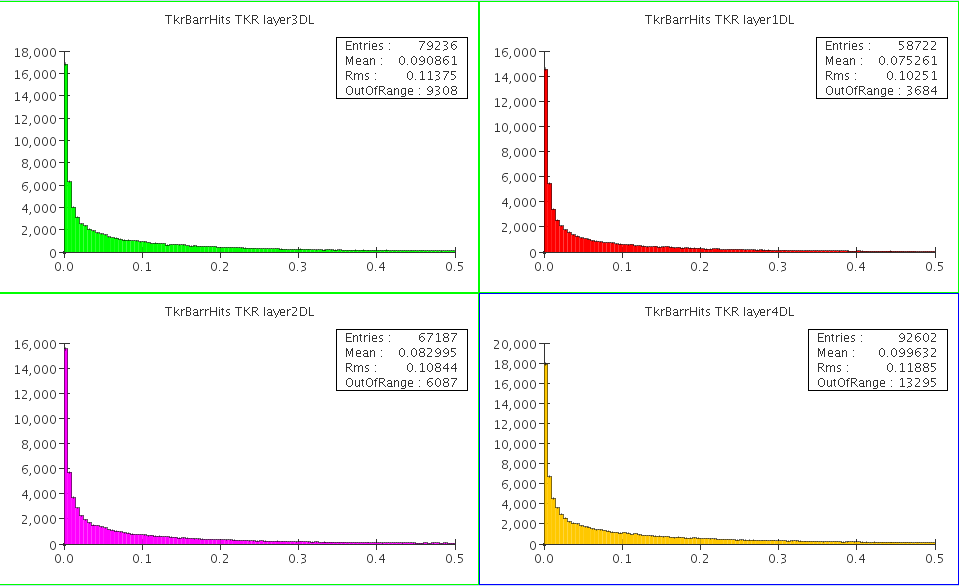 TkrBarrHits TKR layer3DL
Entries : 79236
Mean : 0.090861
Rms : 0.11375
OutOfRange : 9308
18,000
16,000
14,000
12,000
10,000
8,000
6,000
4,000
2,000
0
0.0 0.1 0.2 0.3 0.4 0.5
TkrBarrHits TKR layer1DL
Entries : 58722
Mean : 0.075261
Rms : 0.10251
OutOfRange : 3684
16,000
14,000
12,000
10,000
8,000
6,000
4,000
2,000
0
0.0 0.1 0.2 0.3 0.4 0.5
TkrBarrHits TKR layer2DL
Entries : 67187
Mean : 0.082995
Rms : 0.10844
OutOfRange : 6087
16,000
14,000
12,000
10,000
8,000
6,000
4,000
2,000
0
0.0 0.1 0.2 0.3 0.4 0.5
TkrBarrHits TKR layer4DL
Entries : 92602
Mean : 0.099632
Rms : 0.11885
OutOfRange : 13295
20,000
18,000
16,000
14,000
12,000
10,000
8,000
6,000
4,000
2,000
0
0.0 0.1 0.2 0.3 0.4 0.5